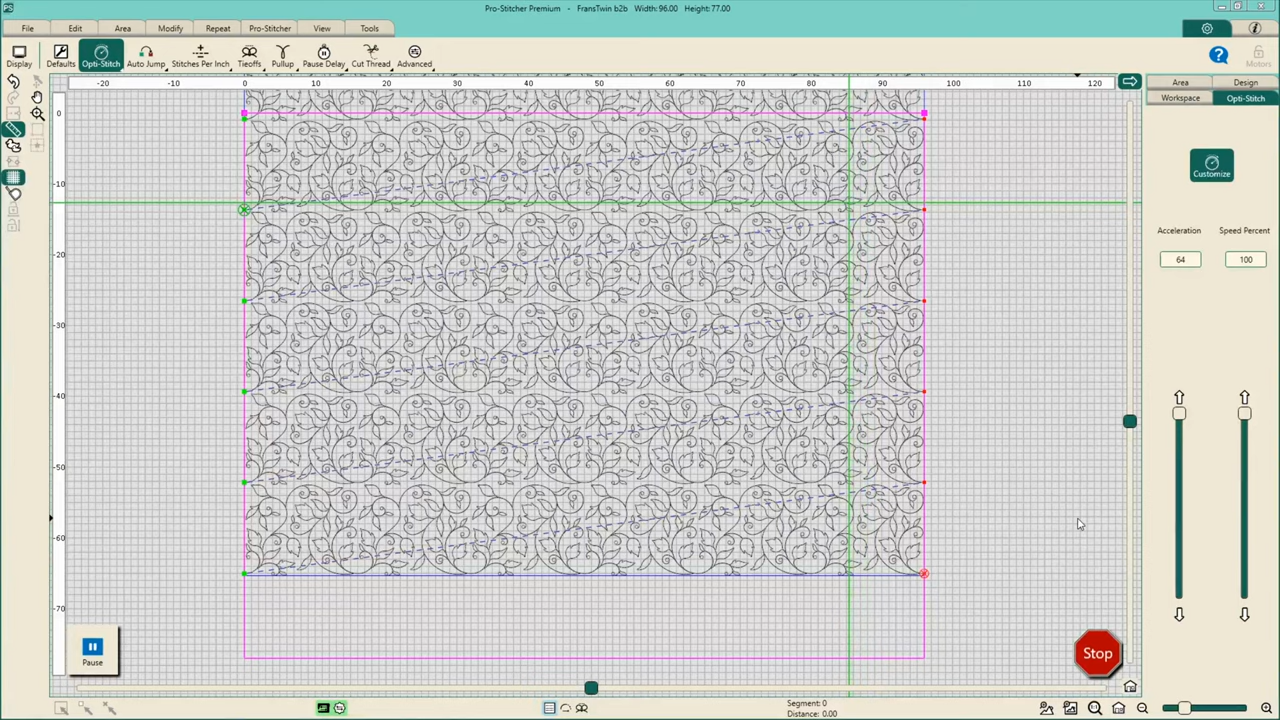 PS
Pro-Stitcher Premium - FransTwin b2b Width:96.00 Height:77.00
File Edit Area Modify Repeat Pro-Stitcher View Tools
Display Defaults Opti-Stitch Auto Jump Stitches Per Inch Tieoffs Pullup Pause Delay Cut Thread Advanced
? Motors
-20 -10 0 10 20 30 40 50 60 70 80 90 100 110 120
Area Design
Workspace Opti-Stitch
0
-10
-20
-30
-40
-50
-60
-70
Customize
Acceleration Speed Percent
64 100
Pause
Stop
Segment: 0
Distance: 0.00